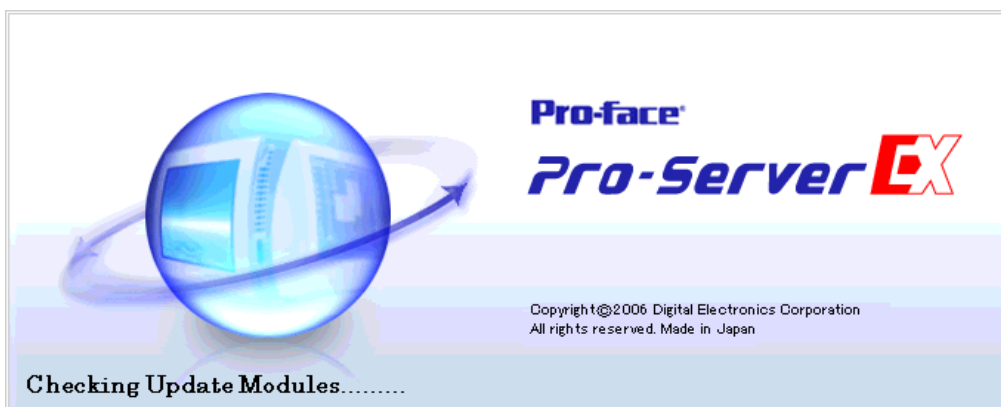 Pro-face®
Pro-Server EX
Copyright©2006 Digital Electronics Corporation
All rights reserved. Made in Japan
Checking Update Modules.........